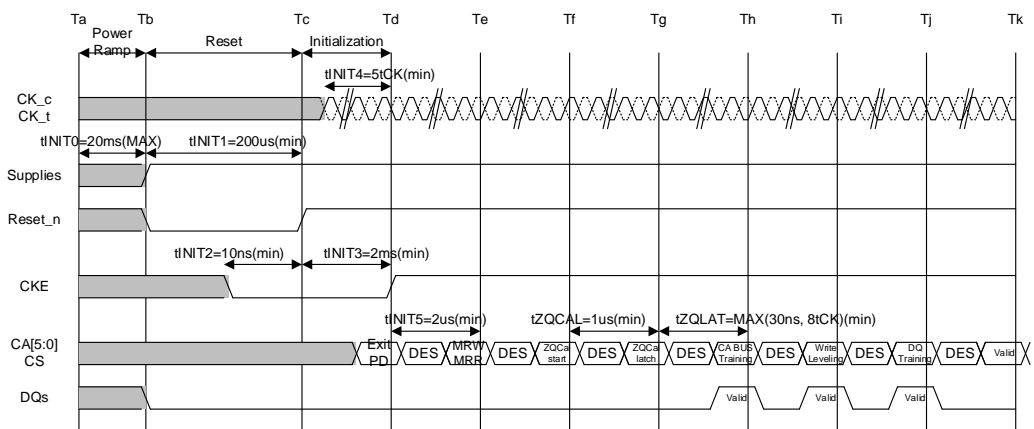 Ta Tb Tc Td Te Tf Tg Th Ti Tj Tk
Power
Ramp
Reset
Initialization
tINIT4=5tCK(min)
CK_c
CK_t
tINIT0=20ms(MAX)
tINIT1=200us(min)
Supplies
Reset_n
tINIT2=10ns(min)
tINIT3=2ms(min)
CKE
tINIT5=2us(min)
tZQCAL=1us(min)
tZQLAT=MAX(30ns, 8tCK)(min)
CA[5:0]
CS
Exit
PD
DES
MRW
MRR
DES
ZQCal
start
DES
ZQCal
latch
DES
CA BUS
Training
DES
Write
Leveling
DES
DQ
Training
DES
Valid
DQs
Valid
Valid
Valid